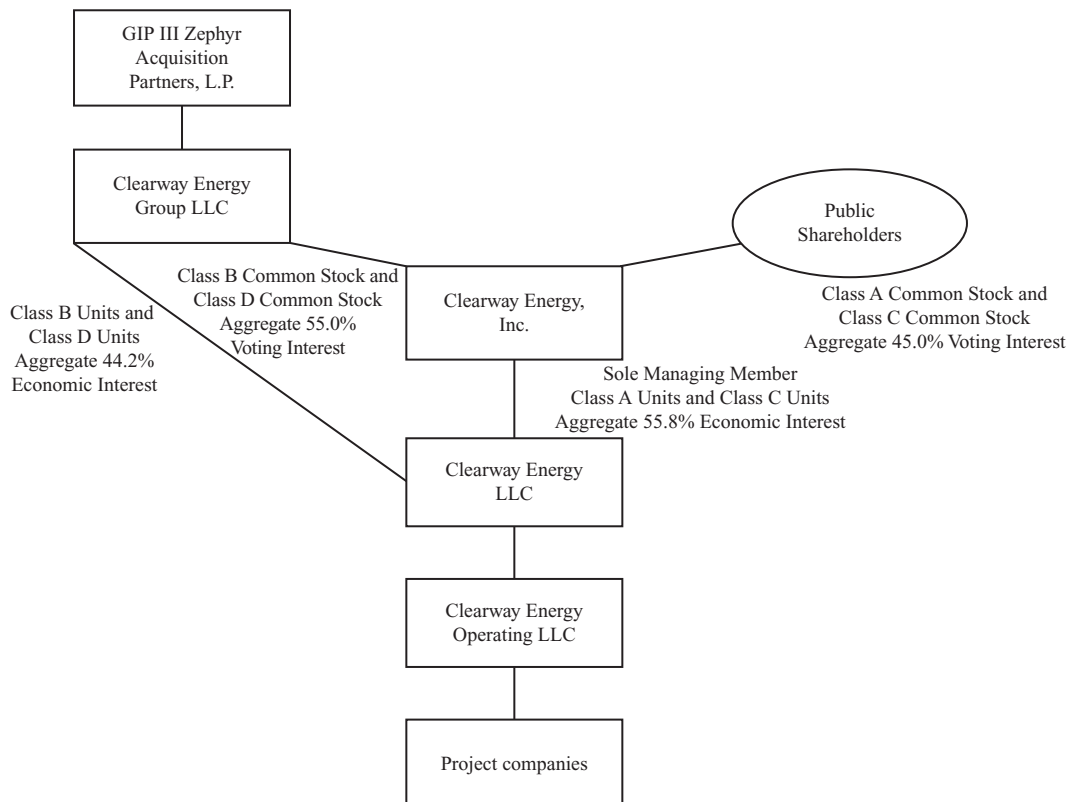 GIP III Zephyr
Acquisition
Partners, L.P.
Clearway Energy
Group LLC
Public
Shareholders
Class B Common Stock and
Class D Common Stock
Aggregate 55.0%
Voting Interest
Clearway Energy,
Inc.
Class A Common Stock and
Class C Common Stock
Aggregate 45.0% Voting Interest
Class B Units and
Class D Units
Aggregate 44.2%
Economic Interest
Sole Managing Member
Class A Units and Class C Units
Aggregate 55.8% Economic Interest
Clearway Energy
LLC
Clearway Energy
Operating LLC
Project companies